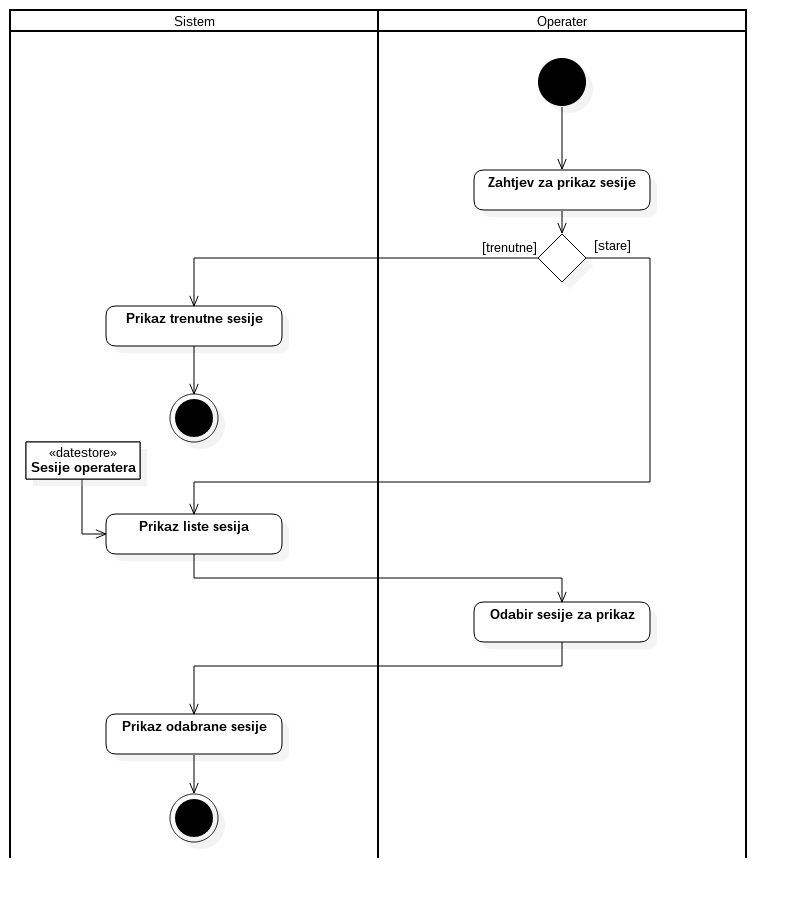 Sistem
Operater
Zahtjev za prikaz sesije
[trenutne]
[stare]
Prikaz trenutne sesije
«datestore»
Sesije operatera
Prikaz liste sesija
Odabir sesije za prikaz
Prikaz odabrane sesije